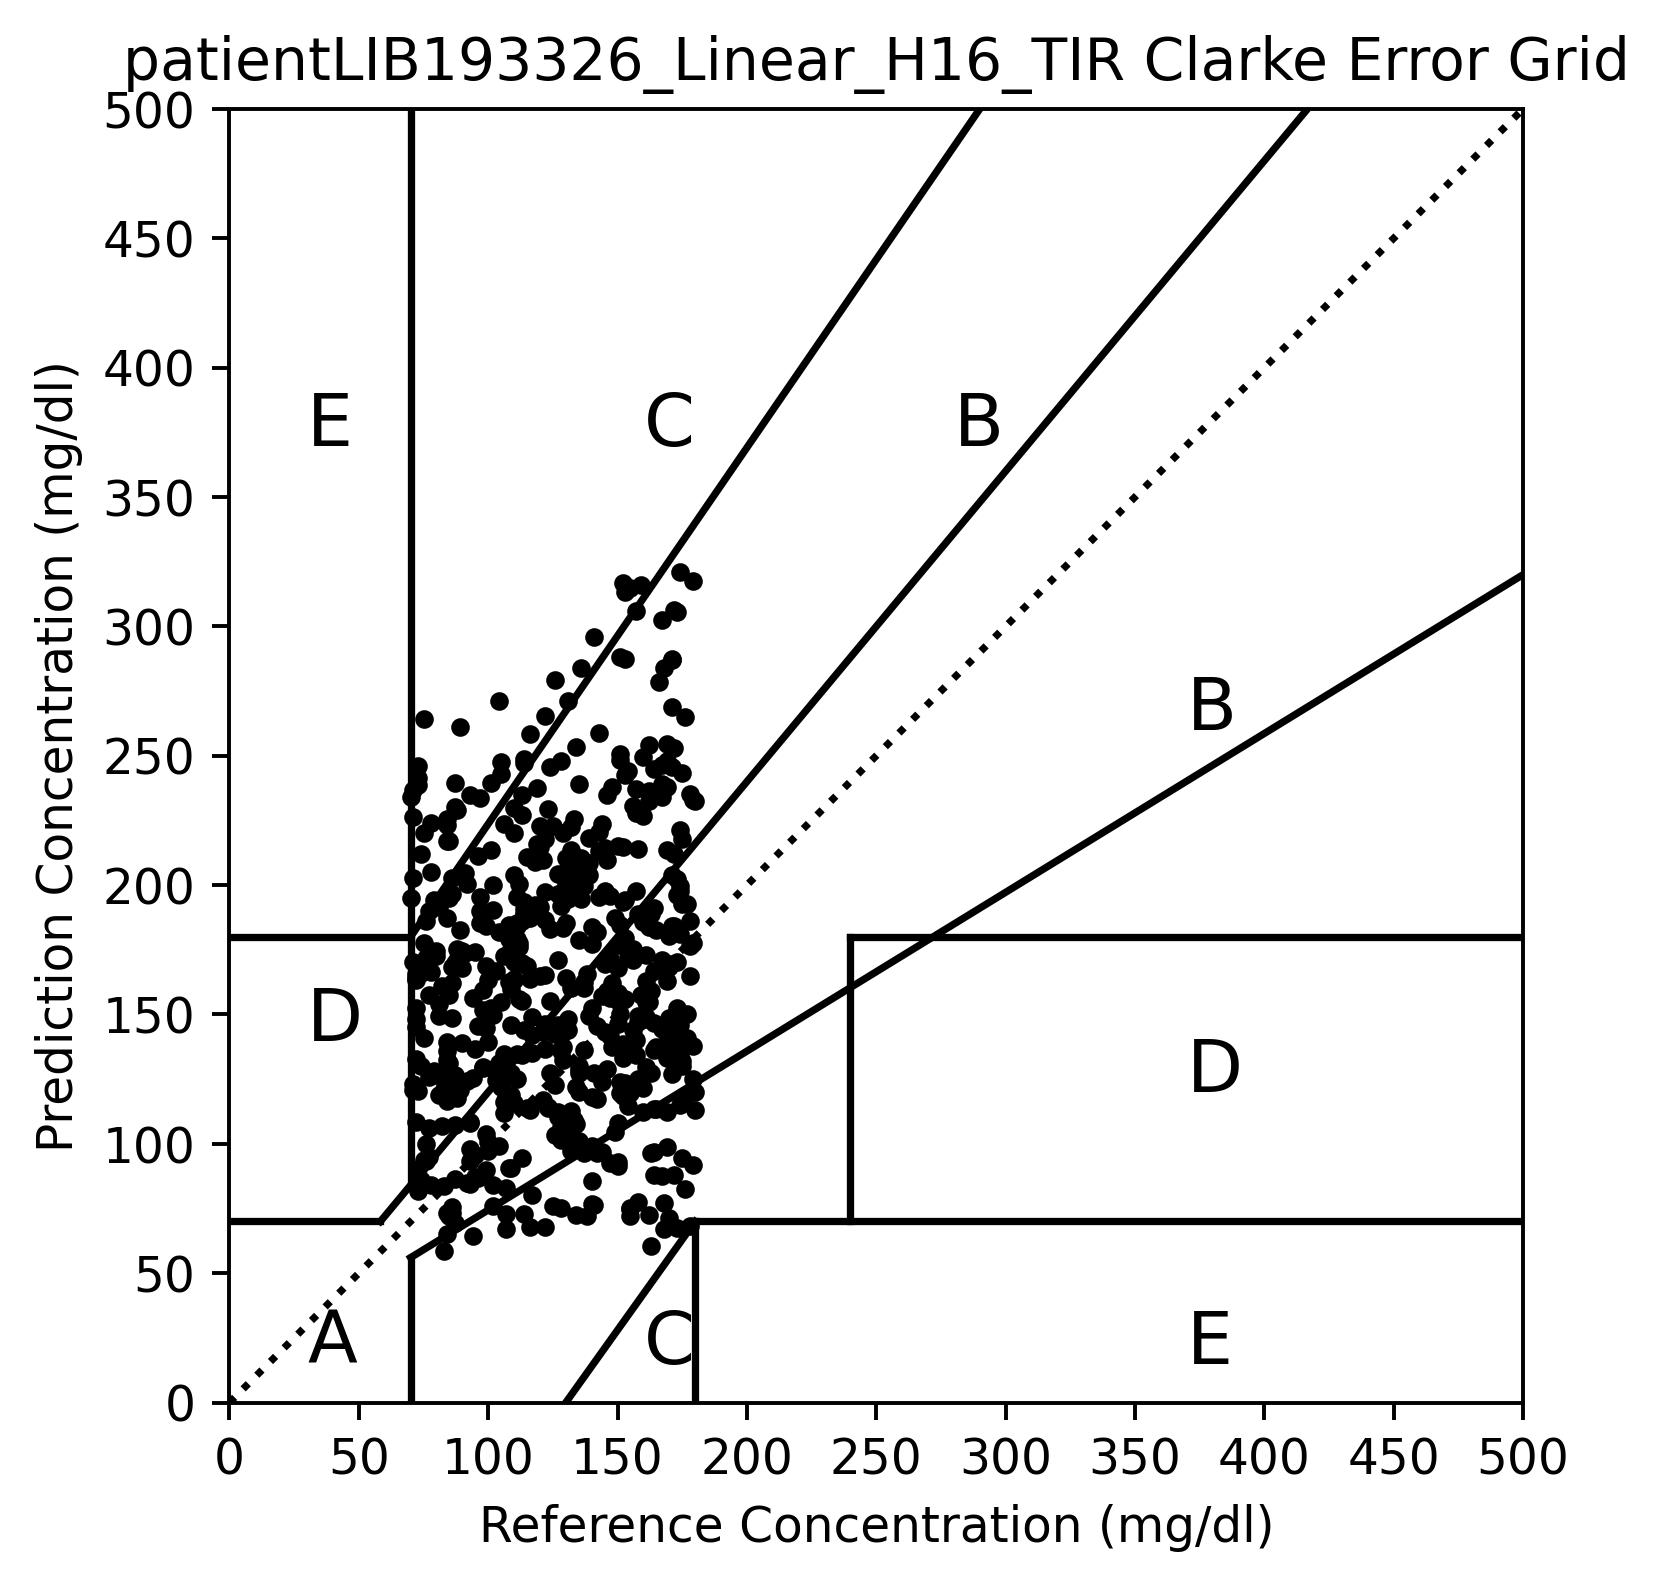 patientLIB193326_Linear_H16_TIR Clarke Error Grid
500
450
400
350
300
250
200
150
100
50
0
Prediction Concentration (mg/dl)
E
C
B
B
D
D
A
C
E
0 50 100 150 200 250 300 350 400 450 500
Reference Concentration (mg/dl)